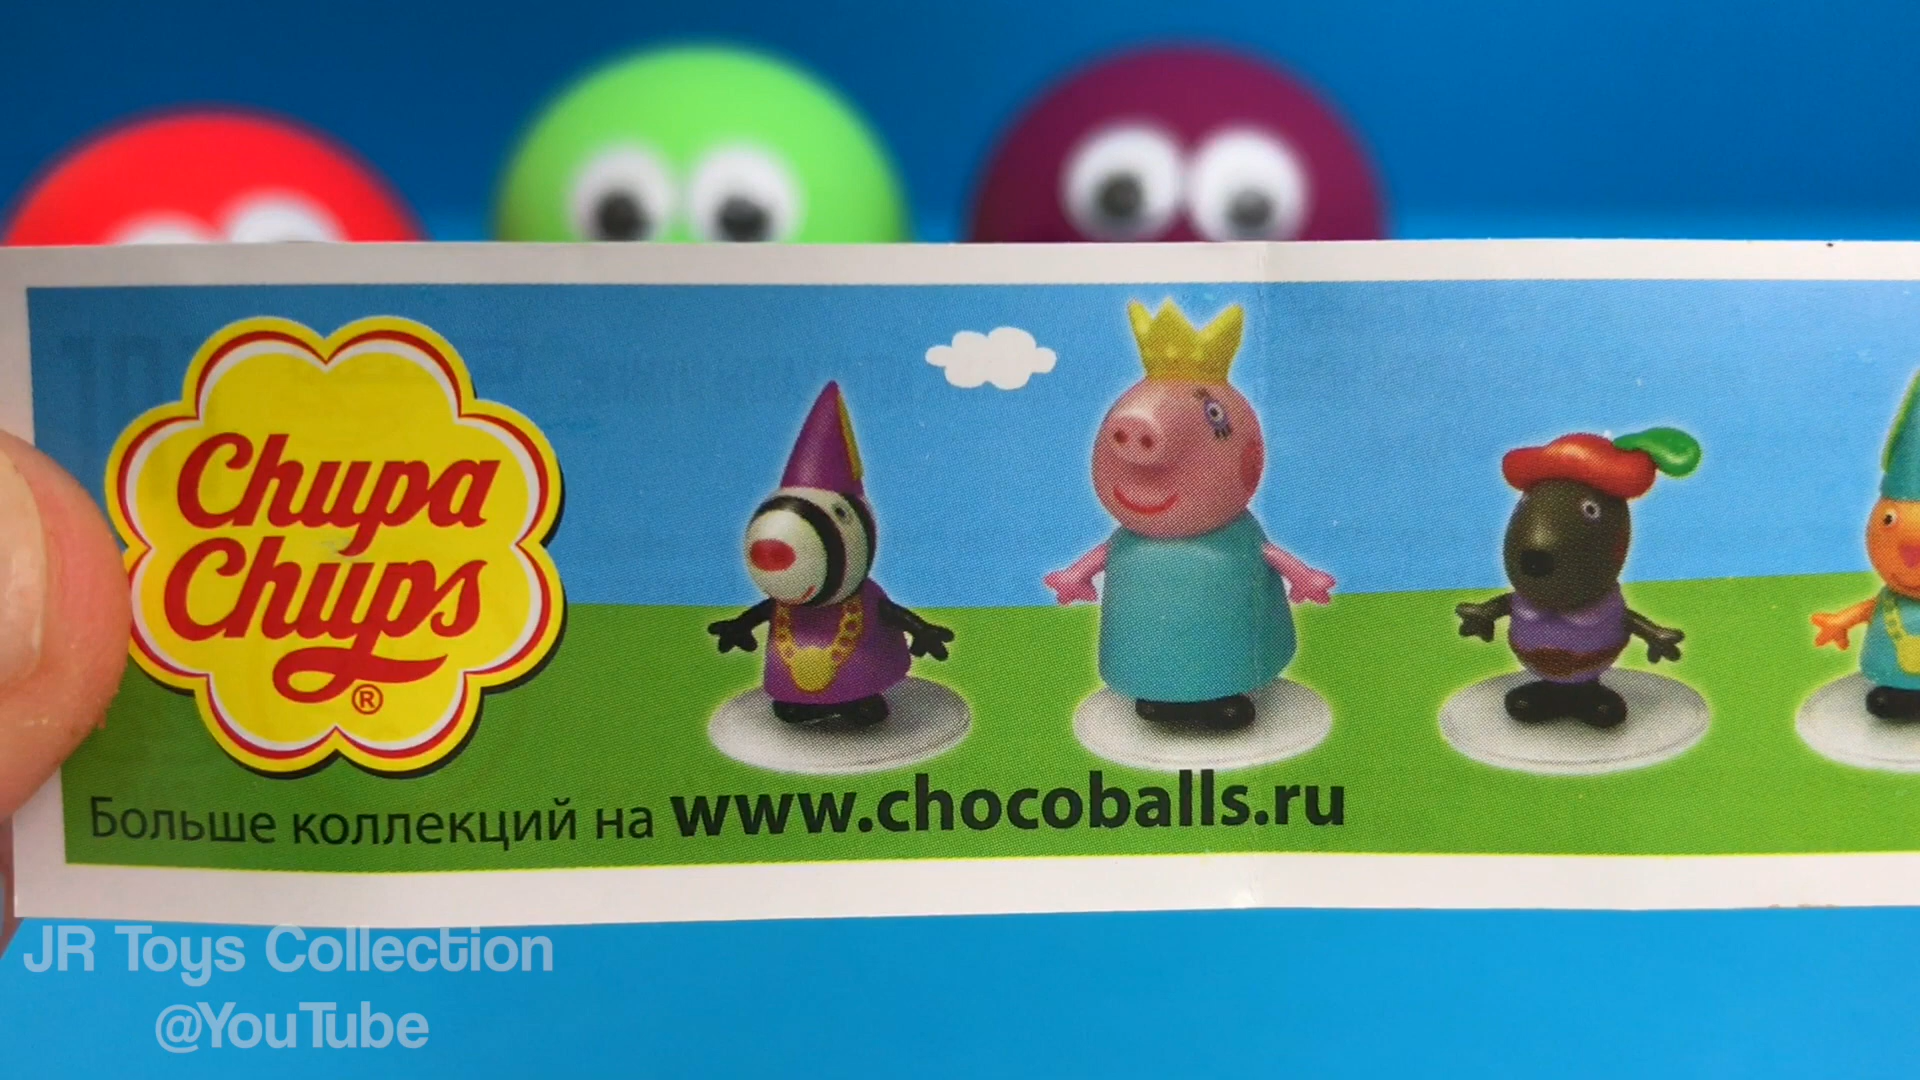 Chupa
Chups
®
Больше коллекций на www.chocoballs.ru
JR Toys Collection
@YouTube